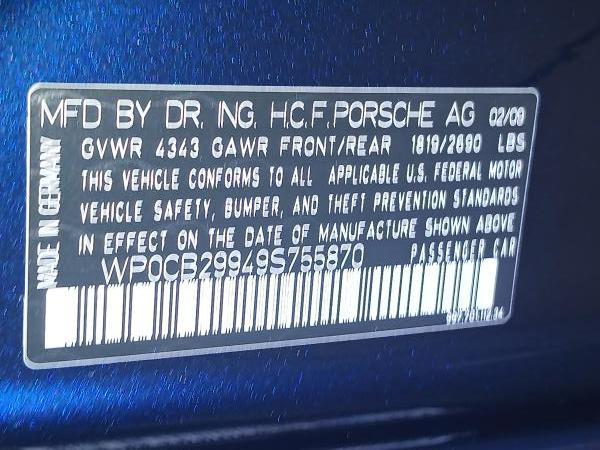 MFD BY DR. ING. H.C.F. PORSCHE AG 02/09
GVWR 4343 GAWR FRONT/REAR 1819/2690 LBS
THIS VEHICLE CONFORMS TO ALL APPLICABLE U.S. FEDERAL MOTOR
VEHICLE SAFETY, BUMPER, AND THEFT PREVENTION STANDARDS
IN EFFECT ON THE DATE OF MANUFACTURE SHOWN ABOVE
WP0CB29949S755870 PASSENGER CAR
MADE IN GERMANY